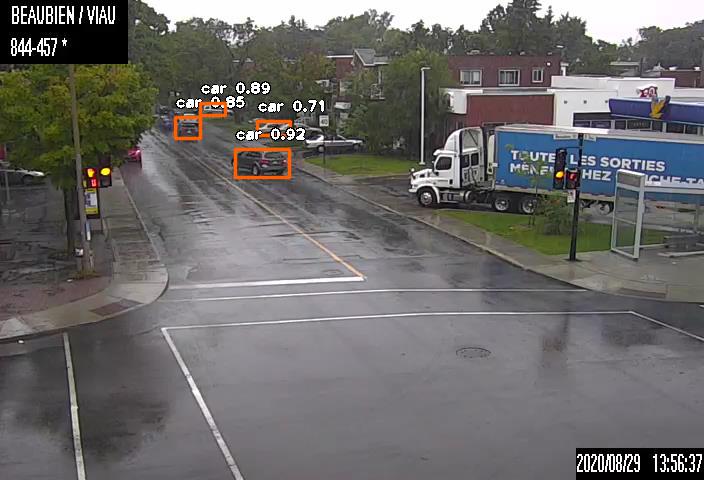 BEAUBIEN / VIAU
844-457 *
car 0.89
car 0.85
car 0.71
car 0.92
TOUTES LES SORTIES
2020/08/29 13:56:37